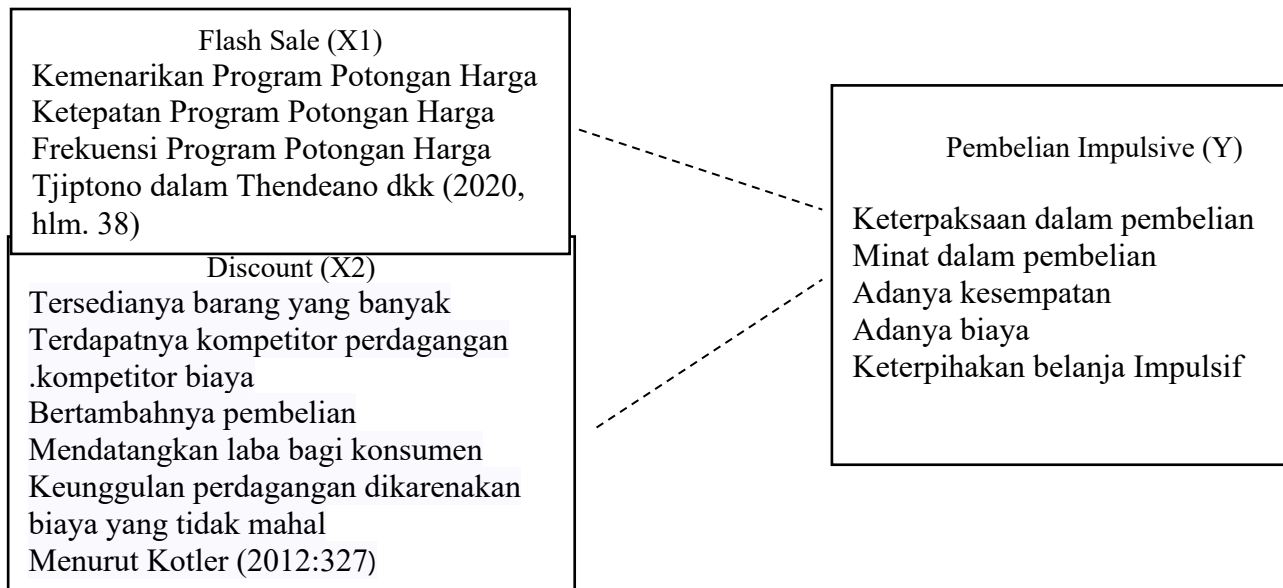 Flash Sale (X1)
Kemenarikan Program Potongan Harga
Ketepatan Program Potongan Harga
Frekuensi Program Potongan Harga
Tjiptono dalam Thendeano dkk (2020,
hlm. 38)
Discount (X2)
Tersedianya barang yang banyak
Terdapatnya kompetitor perdagangan
.kompetitor biaya
Bertambahnya pembelian
Mendatangkan laba bagi konsumen
Keunggulan perdagangan dikarenakan
biaya yang tidak mahal
Menurut Kotler (2012:327)
Pembelian Impulsive (Y)
Keterpaksaan dalam pembelian
Minat dalam pembelian
Adanya kesempatan
Adanya biaya
Keterpihakan belanja Impulsif